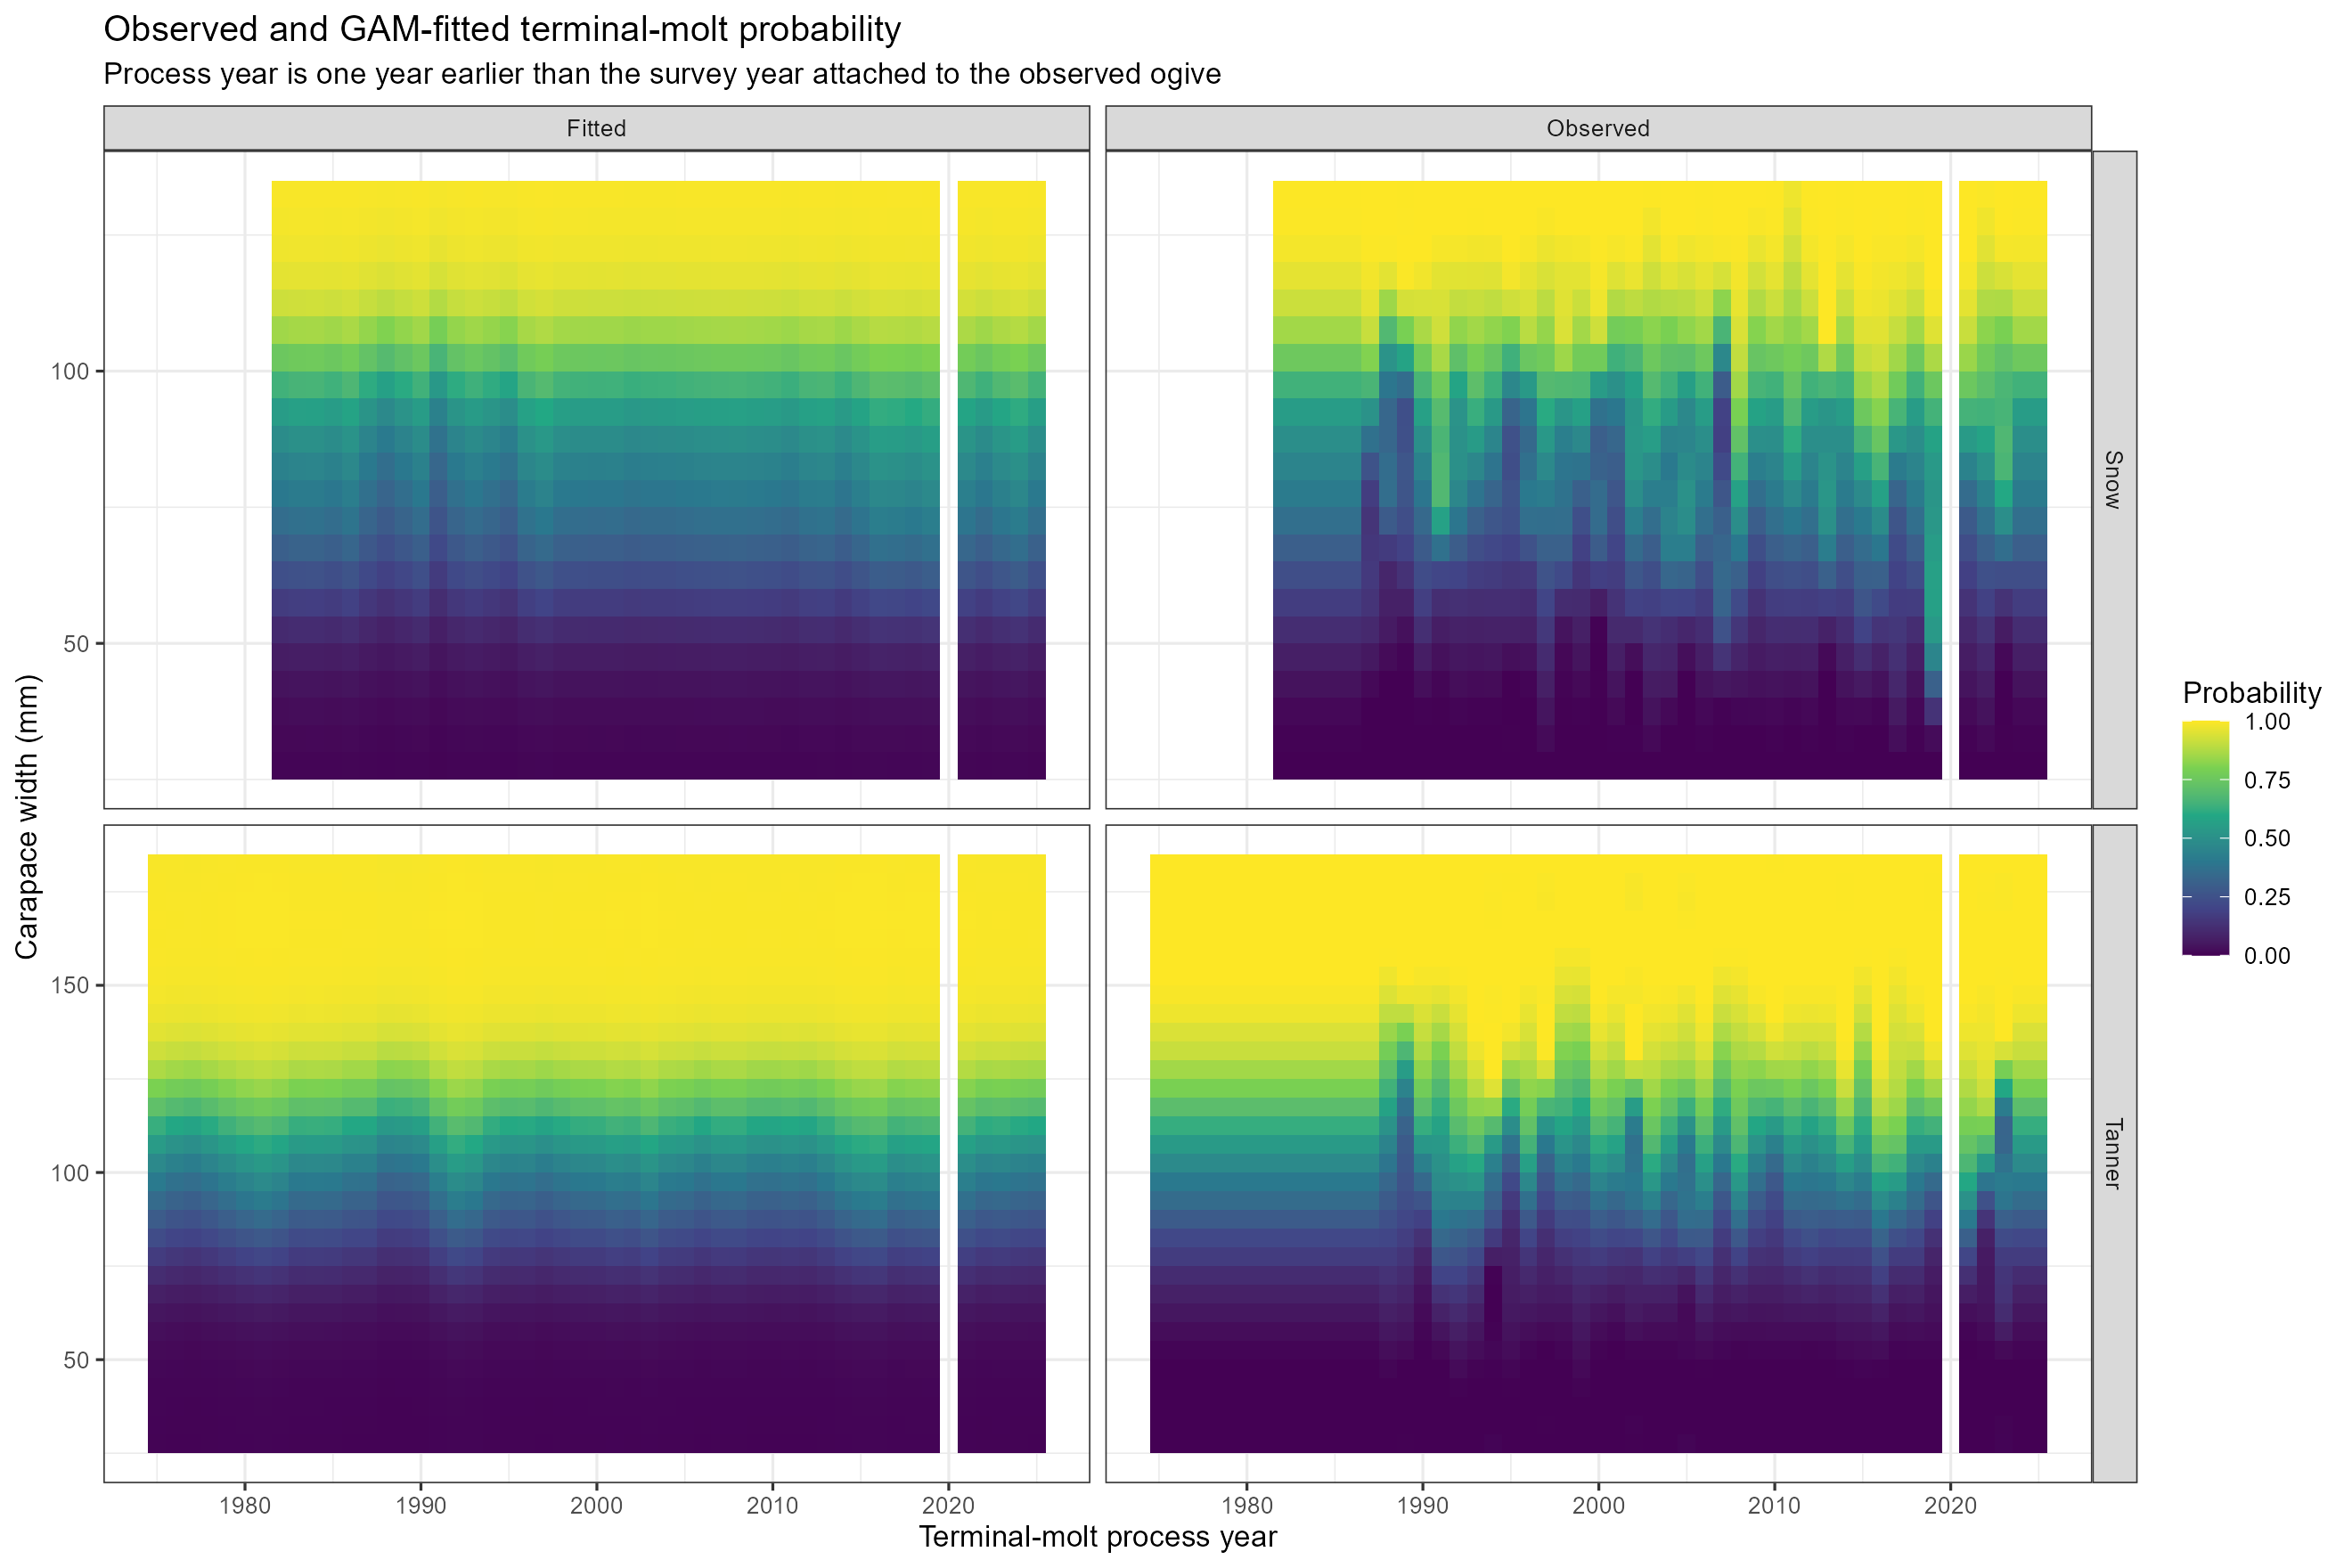 Observed and GAM-fitted terminal-molt probability
Process year is one year earlier than the survey year attached to the observed ogive
Fitted
Observed
Snow
Tanner
100
50
150
100
50
Carapace width (mm)
1980
1990
2000
2010
2020
1980
1990
2000
2010
2020
Terminal-molt process year
Probability
1.00
0.75
0.50
0.25
0.00